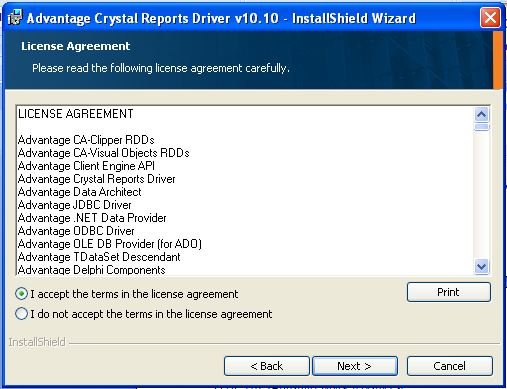 Advantage Crystal Reports Driver v10.10 - InstallShield Wizard
License Agreement
Please read the following license agreement carefully.
LICENSE AGREEMENT
Advantage CA-Clipper RDDs
Advantage CA-Visual Objects RDDs
Advantage Client Engine API
Advantage Crystal Reports Driver
Advantage Data Architect
Advantage JDBC Driver
Advantage .NET Data Provider
Advantage ODBC Driver
Advantage OLE DB Provider (for ADO)
Advantage TDataSet Descendant
Advantage Delphi Components
I accept the terms in the license agreement
Print
I do not accept the terms in the license agreement
InstallShield
< Back
Next >
Cancel